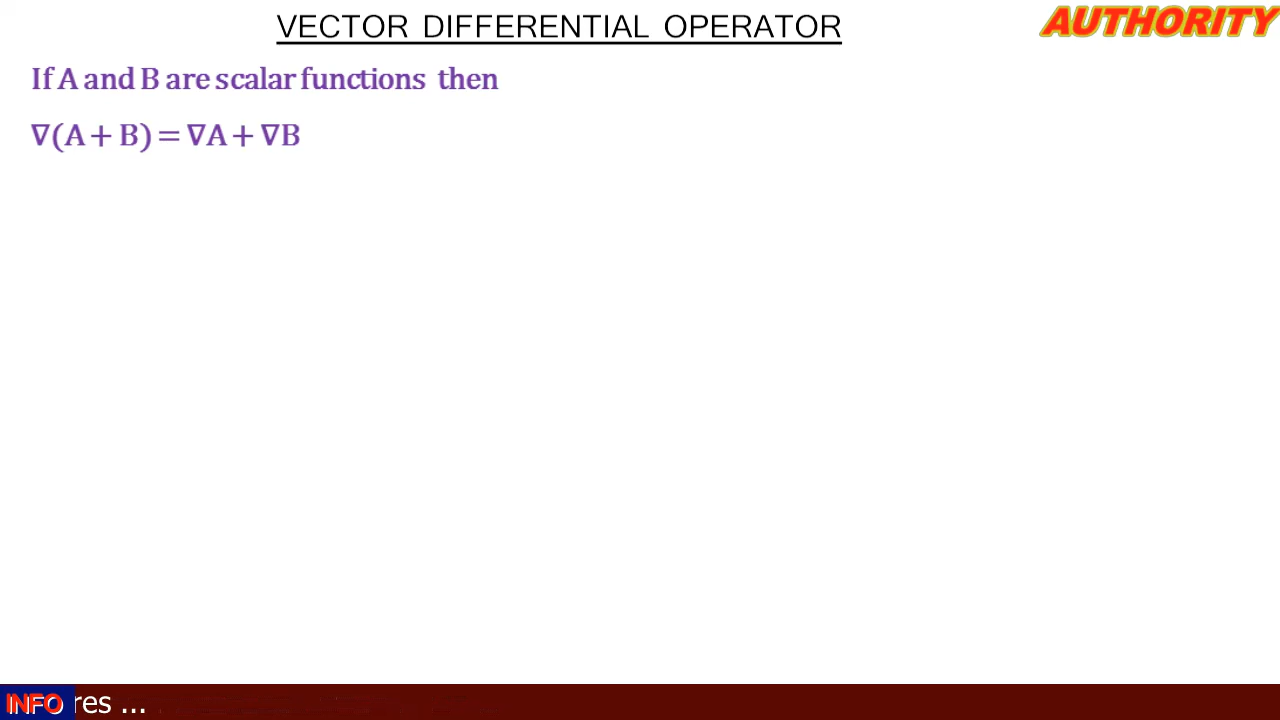 VECTOR DIFFERENTIAL OPERATOR
AUTHORITY
If A and B are scalar functions then
∇(A + B) = ∇A + ∇B
INFO
res ...